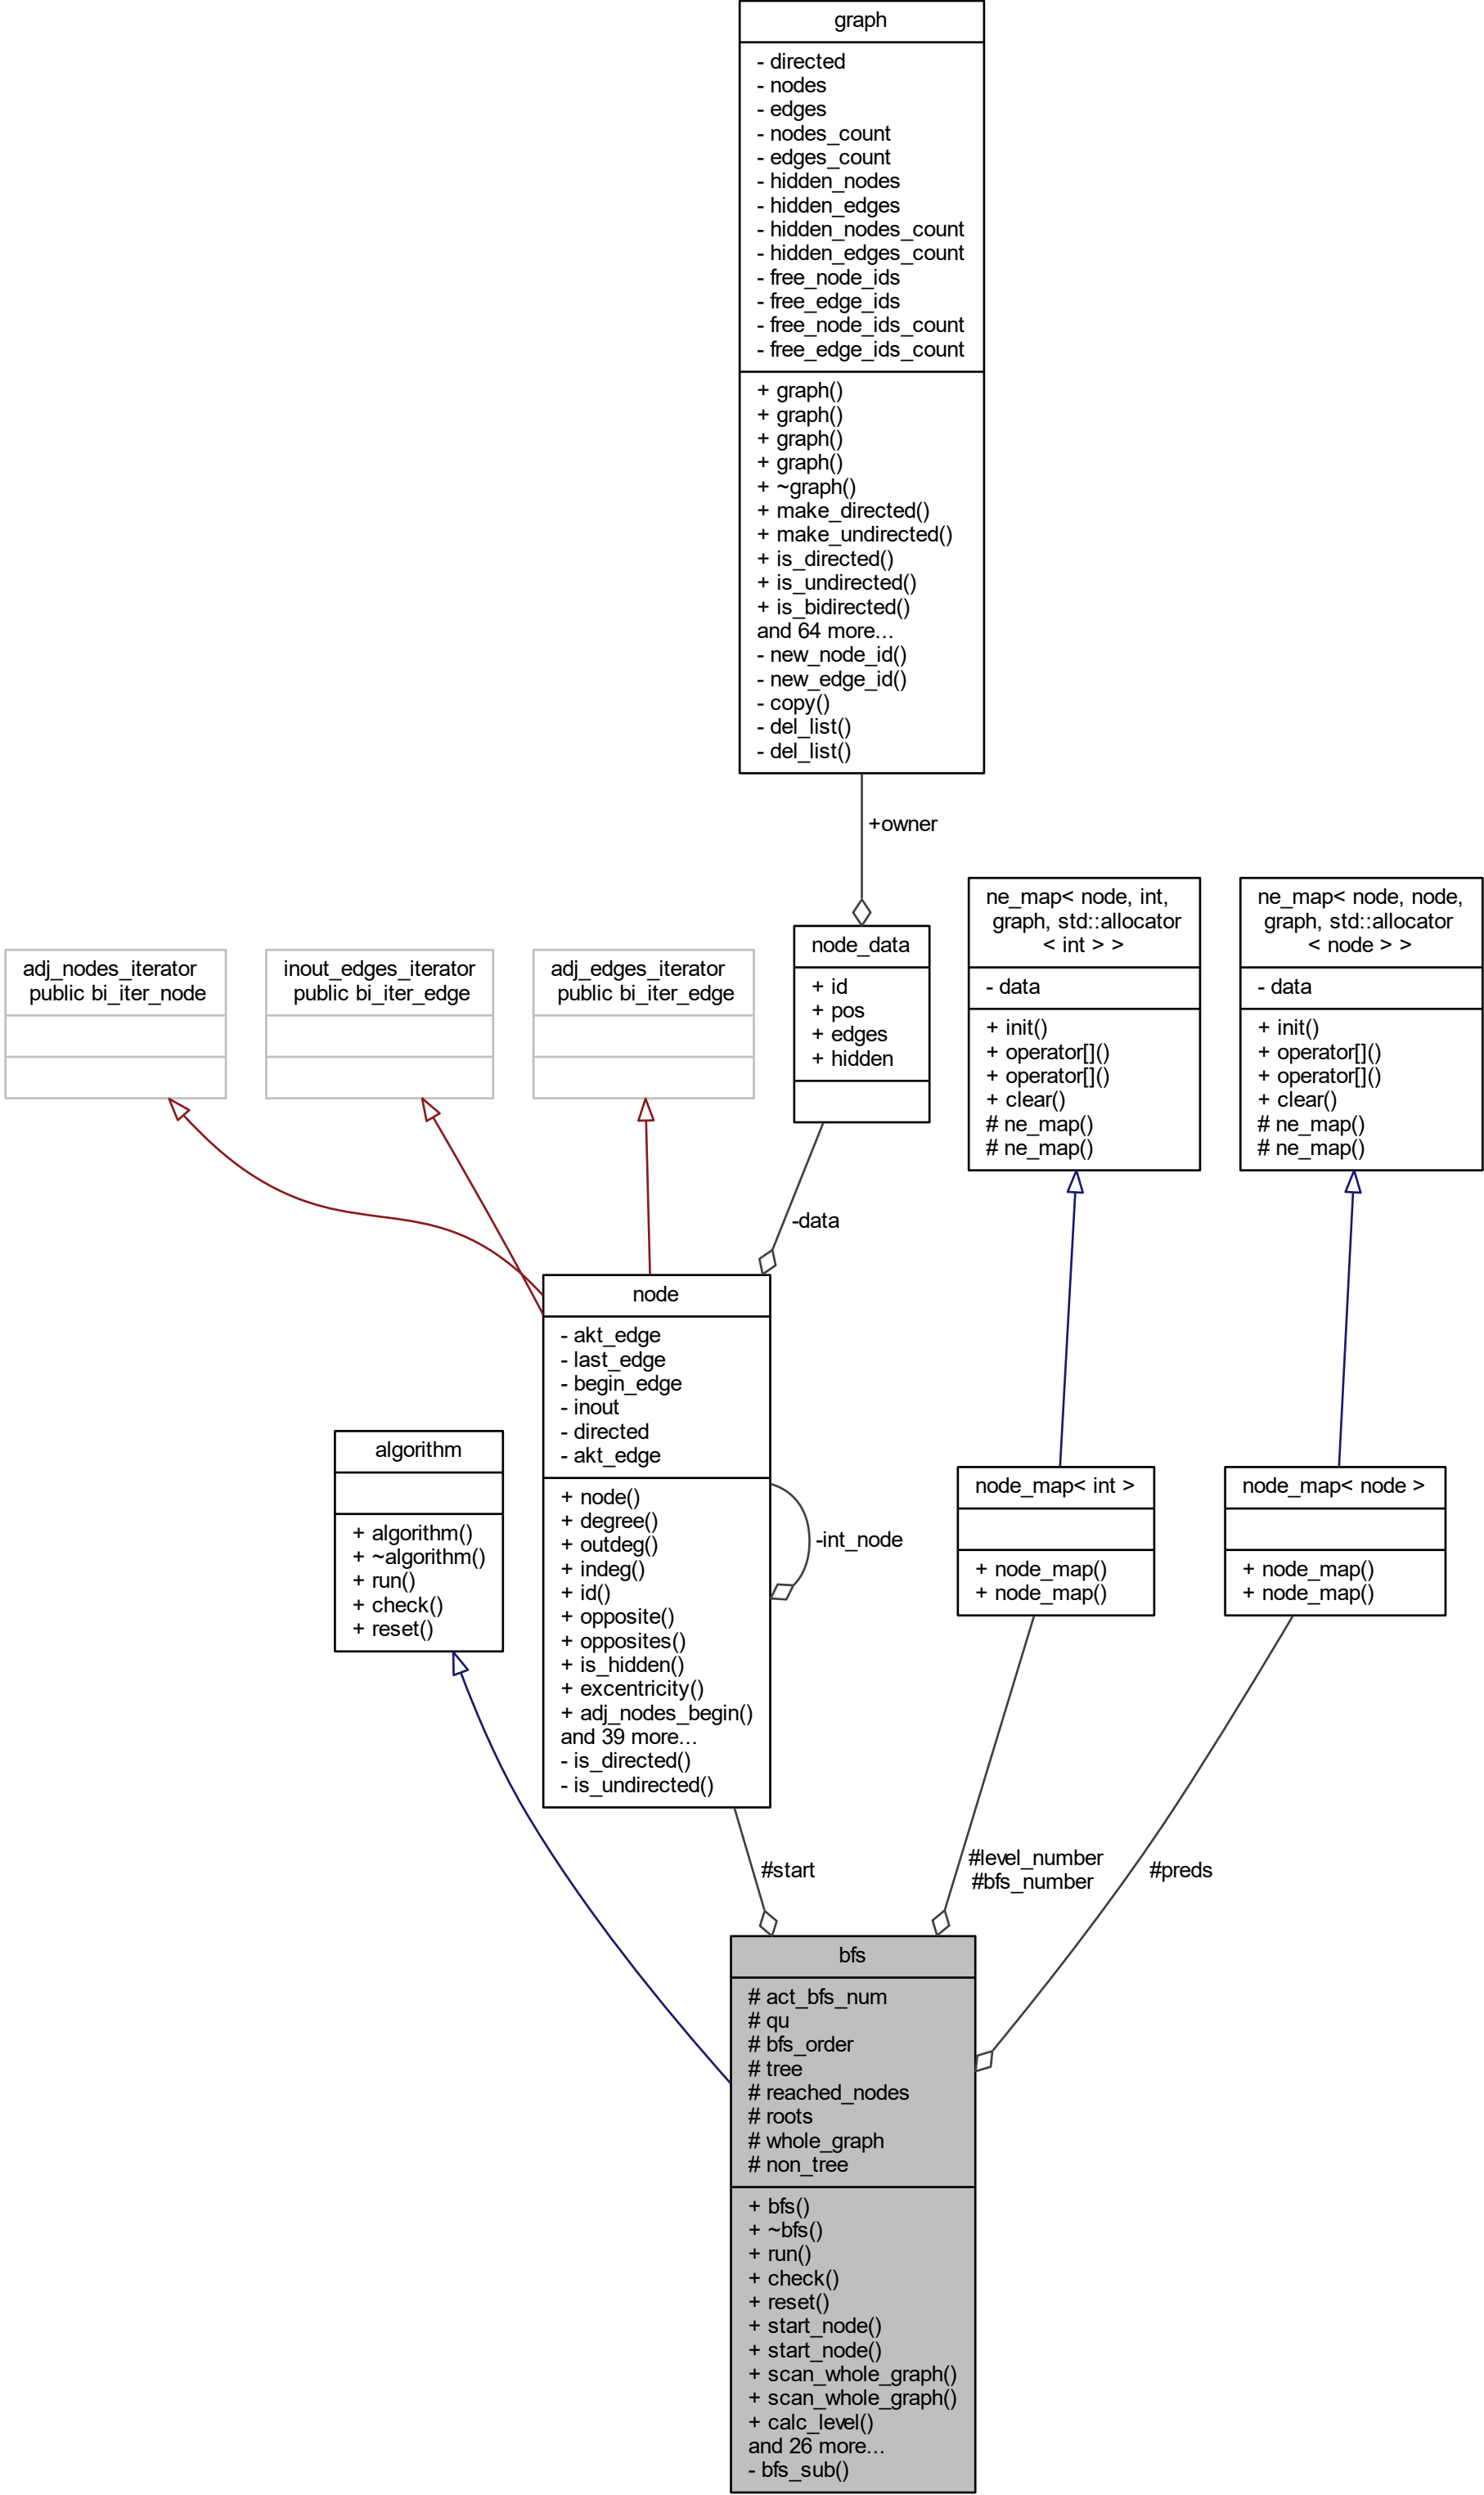 graph
- directed
- nodes
- edges
- nodes_count
- edges_count
- hidden_nodes
- hidden_edges
- hidden_nodes_count
- hidden_edges_count
- free_node_ids
- free_edge_ids
- free_node_ids_count
- free_edge_ids_count
+ graph()
+ graph()
+ graph()
+ graph()
+ ~graph()
+ make_directed()
+ make_undirected()
+ is_directed()
+ is_undirected()
+ is_bidirected()
and 64 more...
- new_node_id()
- new_edge_id()
- copy()
- del_list()
- del_list()
+owner
adj_nodes_iterator
public bi_iter_node
inout_edges_iterator
public bi_iter_edge
adj_edges_iterator
public bi_iter_edge
node_data
+ id
+ pos
+ edges
+ hidden
ne_map< node, int,
graph, std::allocator
< int > >
- data
+ init()
+ operator[]()
+ operator[]()
+ clear()
# ne_map()
# ne_map()
ne_map< node, node,
graph, std::allocator
< node > >
- data
+ init()
+ operator[]()
+ operator[]()
+ clear()
# ne_map()
# ne_map()
-data
node
- akt_edge
- last_edge
- begin_edge
- inout
- directed
- akt_edge
+ node()
+ degree()
+ outdeg()
+ indeg()
+ id()
+ opposite()
+ opposites()
+ is_hidden()
+ excentricity()
+ adj_nodes_begin()
and 39 more...
- is_directed()
- is_undirected()
-int_node
algorithm
+ algorithm()
+ ~algorithm()
+ run()
+ check()
+ reset()
node_map< int >
+ node_map()
+ node_map()
node_map< node >
+ node_map()
+ node_map()
#start
#level_number
#bfs_number
#preds
bfs
# act_bfs_num
# qu
# bfs_order
# tree
# reached_nodes
# roots
# whole_graph
# non_tree
+ bfs()
+ ~bfs()
+ run()
+ check()
+ reset()
+ start_node()
+ start_node()
+ scan_whole_graph()
+ scan_whole_graph()
+ calc_level()
and 26 more...
- bfs_sub()